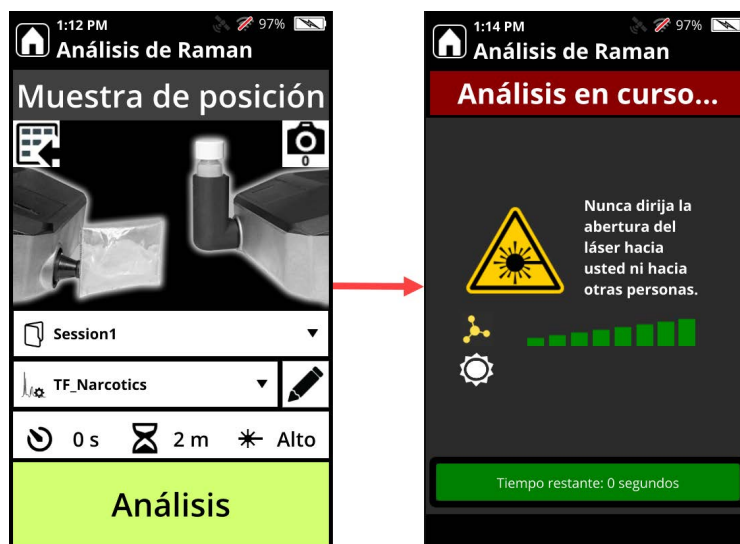 1:12 PM
97%
Análisis de Raman
Muestra de posición
0
Session1
TF_Narcotics
0 s
2 m
Alto
Análisis
1:14 PM
97%
Análisis de Raman
Análisis en curso...
Nunca dirija la
abertura del
láser hacia
usted ni hacia
otras personas.
Tiempo restante: 0 segundos